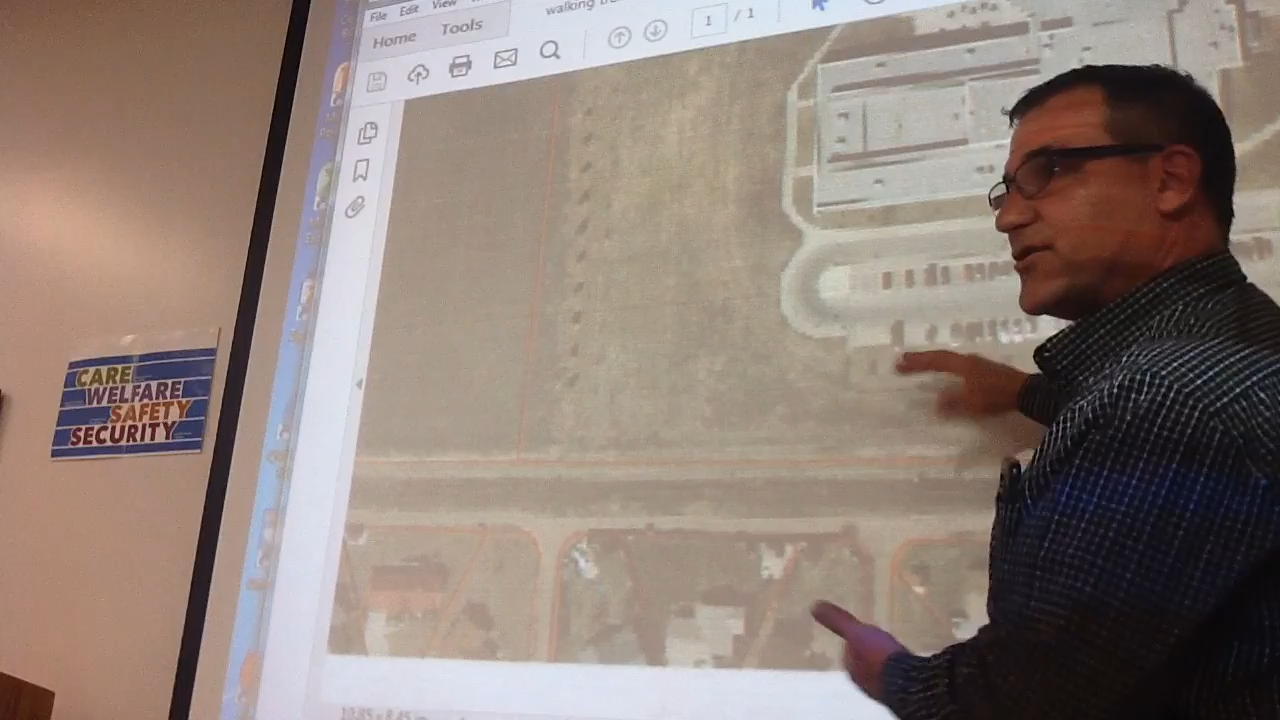 File Edit View
walking
Home Tools
1 / 1
CARE
WELFARE
SAFETY
SECURITY